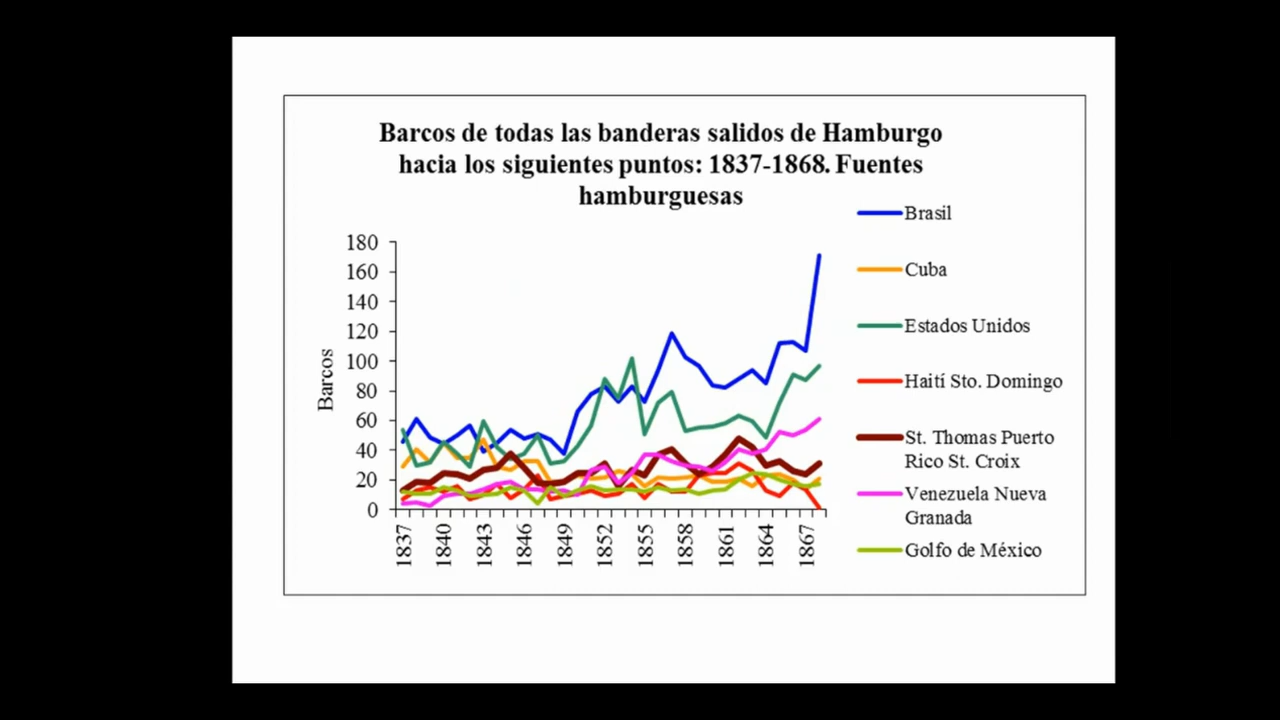 Barcos de todas las banderas salidos de Hamburgo
hacia los siguientes puntos: 1837-1868. Fuentes
hamburguesas
Brasil
Cuba
Estados Unidos
Haití Sto. Domingo
St. Thomas Puerto
Rico St. Croix
Venezuela Nueva
Granada
Golfo de México
Barcos
180
160
140
120
100
80
60
40
20
0
1837
1840
1843
1846
1849
1852
1855
1858
1861
1864
1867